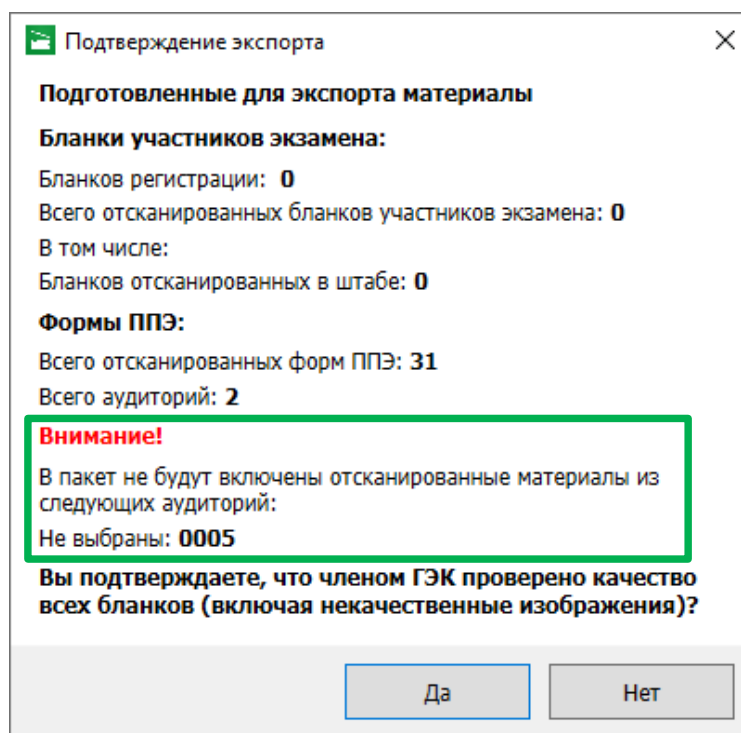 Подтверждение экспорта
Подготовленные для экспорта материалы
Бланки участников экзамена:
Бланков регистрации: 0
Всего отсканированных бланков участников экзамена: 0
В том числе:
Бланков отсканированных в штабе: 0
Формы ППЭ:
Всего отсканированных форм ППЭ: 31
Всего аудиторий: 2
Внимание!
В пакет не будут включены отсканированные материалы из
следующих аудиторий:
Не выбраны: 0005
Вы подтверждаете, что членом ГЭК проверено качество
всех бланков (включая некачественные изображения)?
Да
Нет